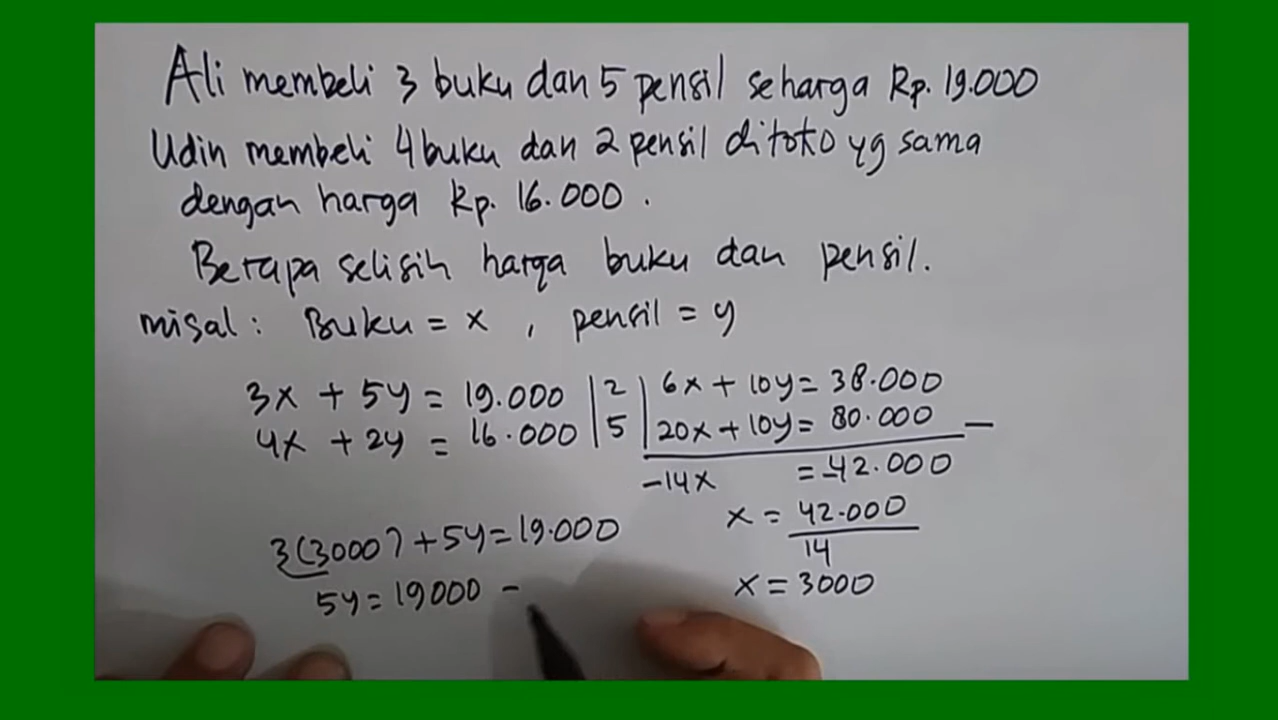 Ali membeli 3 buku dan 5 pensil seharga Rp. 19.000
Udin membeli 4 buku dan 2 pensil di toko yg sama
dengan harga Rp. 16.000.
Berapa selisih harga buku dan pensil.
misal: Buku = x, pensil = y
3x + 5y = 19.000 | 2 | 6x + 10y = 38.000
4x + 2y = 16.000 | 5 | 20x + 10y = 80.000 –
-14x = -42.000
x = 42.000
14
x = 3000
3(3000) + 5y = 19.000
5y = 19000 -